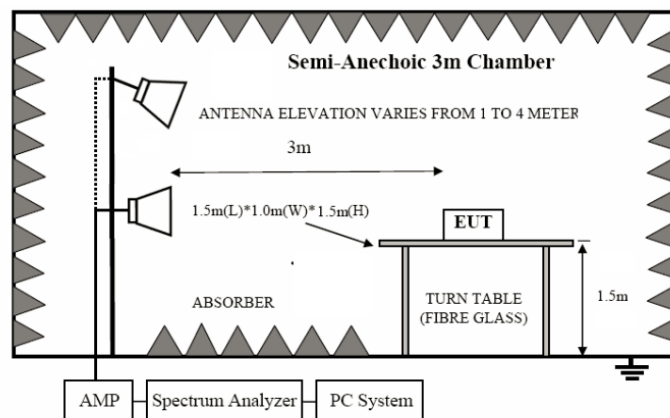 Semi-Anechoic 3m Chamber
ANTENNA ELEVATION VARIES FROM 1 TO 4 METER
3m
1.5m(L)*1.0m(W)*1.5m(H)
EUT
ABSORBER
TURN TABLE
(FIBRE GLASS)
1.5m
AMP
Spectrum Analyzer
PC System